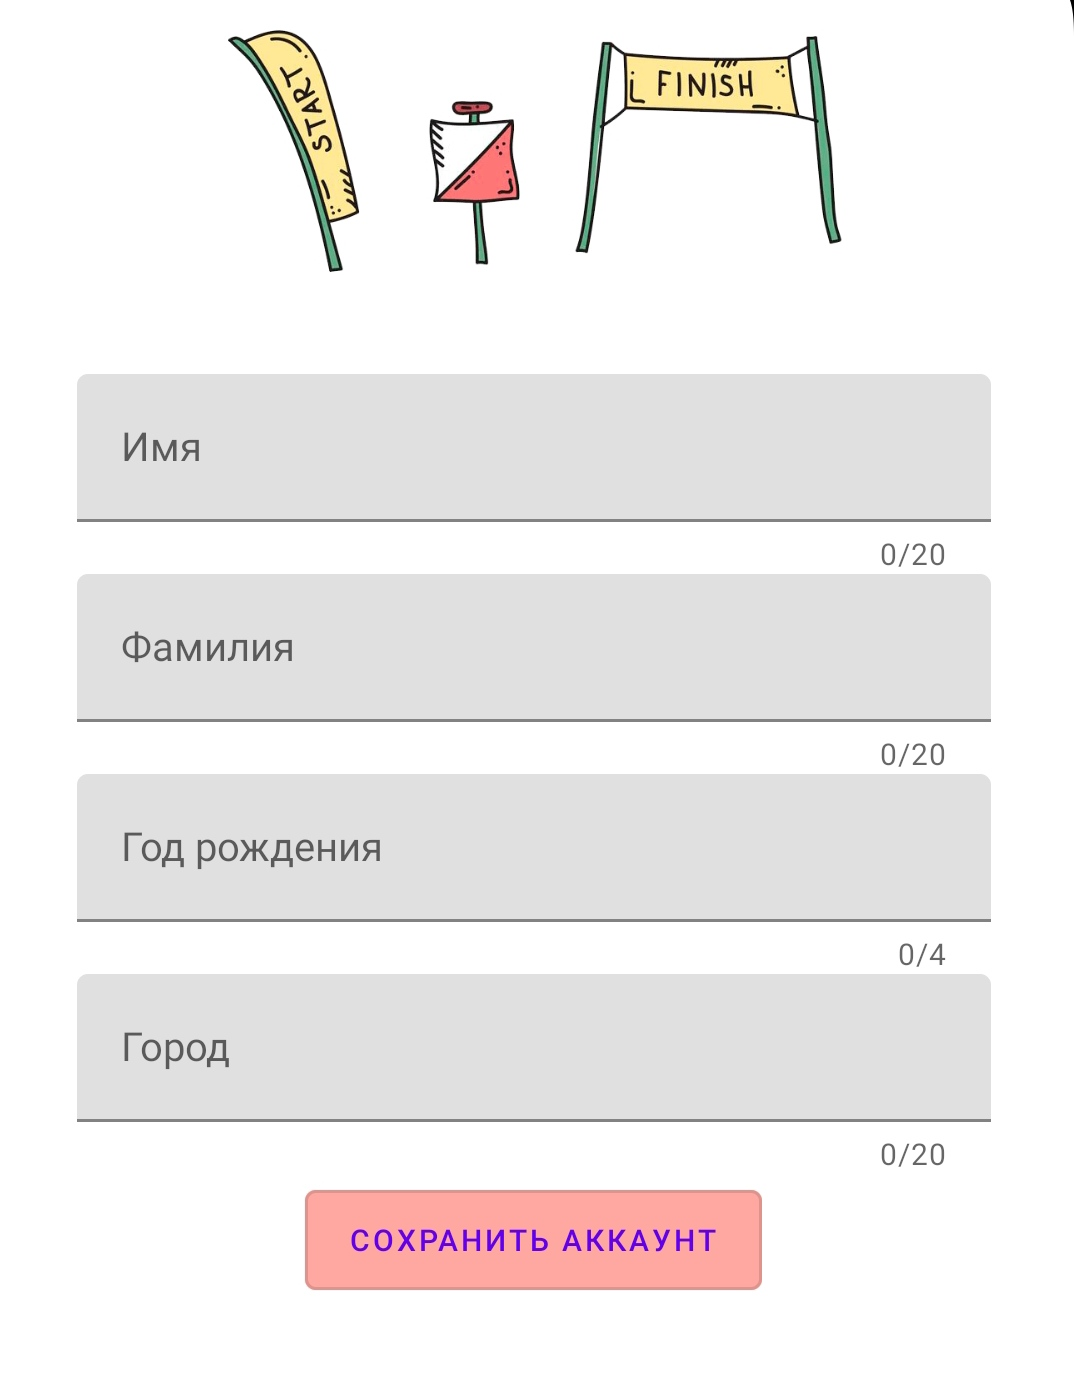 START
FINISH
Имя
0/20
Фамилия
0/20
Год рождения
0/4
Город
0/20
СОХРАНИТЬ АККАУНТ